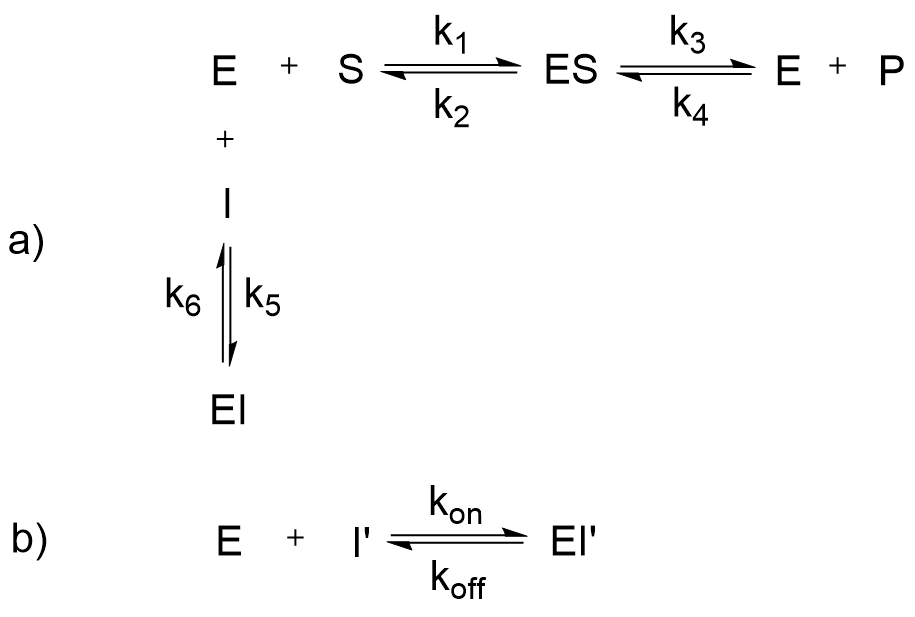 k1 k3
E + S ES E + P
k2 k4
+
I
a)
k6 k5
EI
kon
b) E + I' EI'
koff